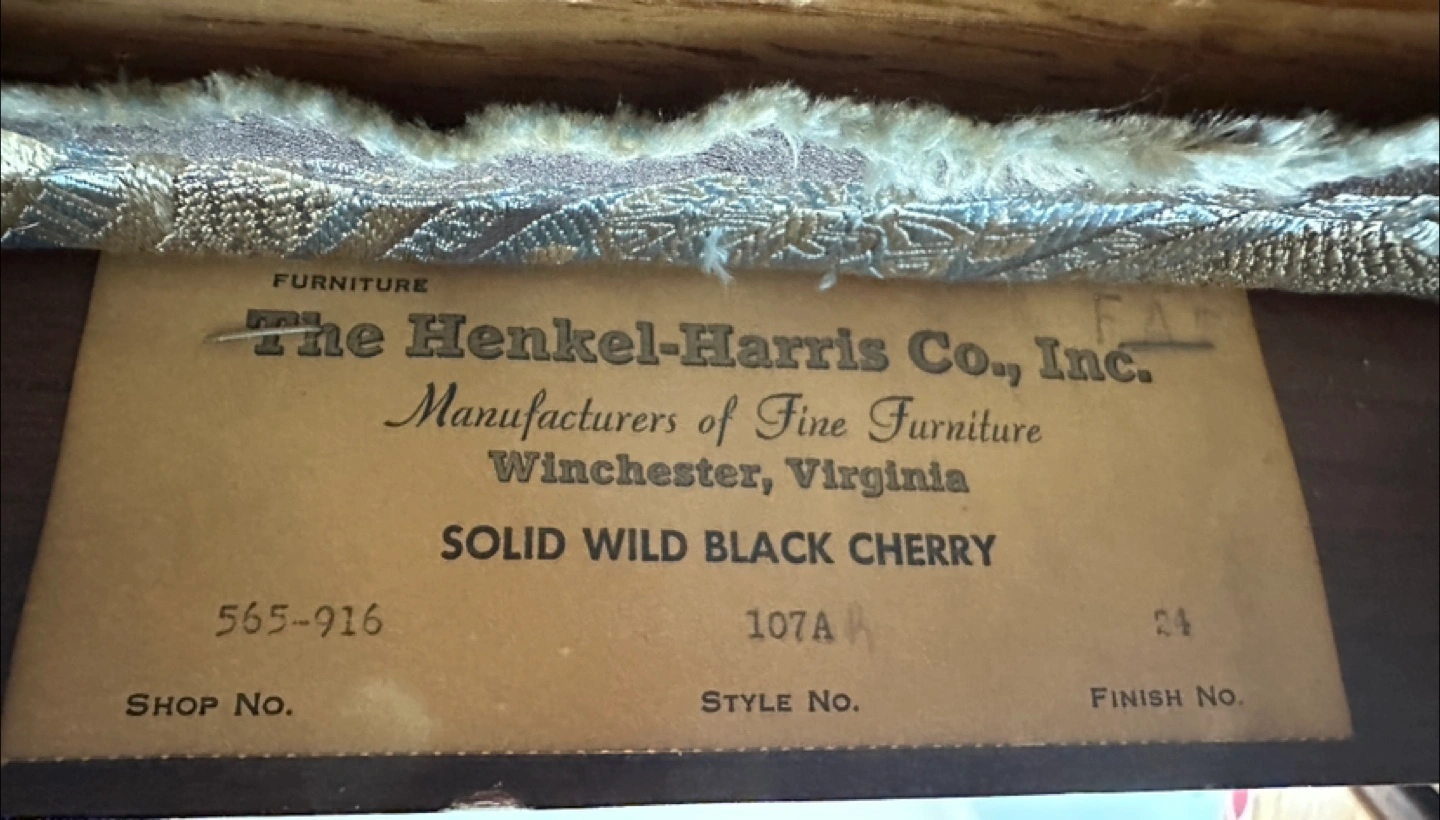 FURNITURE
The Henkel-Harris Co., Inc.
Manufacturers of Fine Furniture
Winchester, Virginia
SOLID WILD BLACK CHERRY
565-916 107A 24
SHOP NO. STYLE NO. FINISH NO.